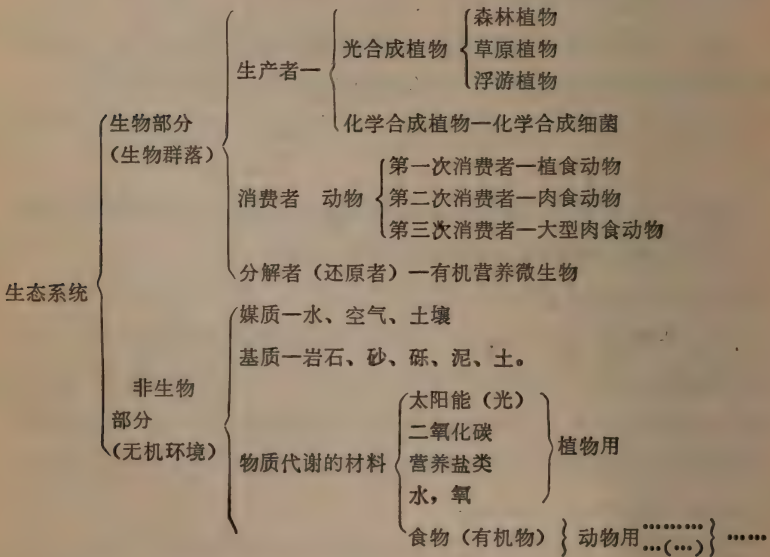 森林植物
光合成植物 草原植物
生产者—
浮游植物
生物部分 化学合成植物—化学合成细菌
(生物群落)
第一次消费者—植食动物
消费者 动物 第二次消费者—肉食动物
第三次消费者—大型肉食动物
分解者(还原者)—有机营养微生物
生态系统
媒质—水、空气、土壤
基质—岩石、砂、砾、泥、土。
非生物
部分
(无机环境)
太阳能(光)
二氧化碳
植物用
物质代谢的材料 营养盐类
水,氧
食物(有机物) 动物用 ………
…(…) ……